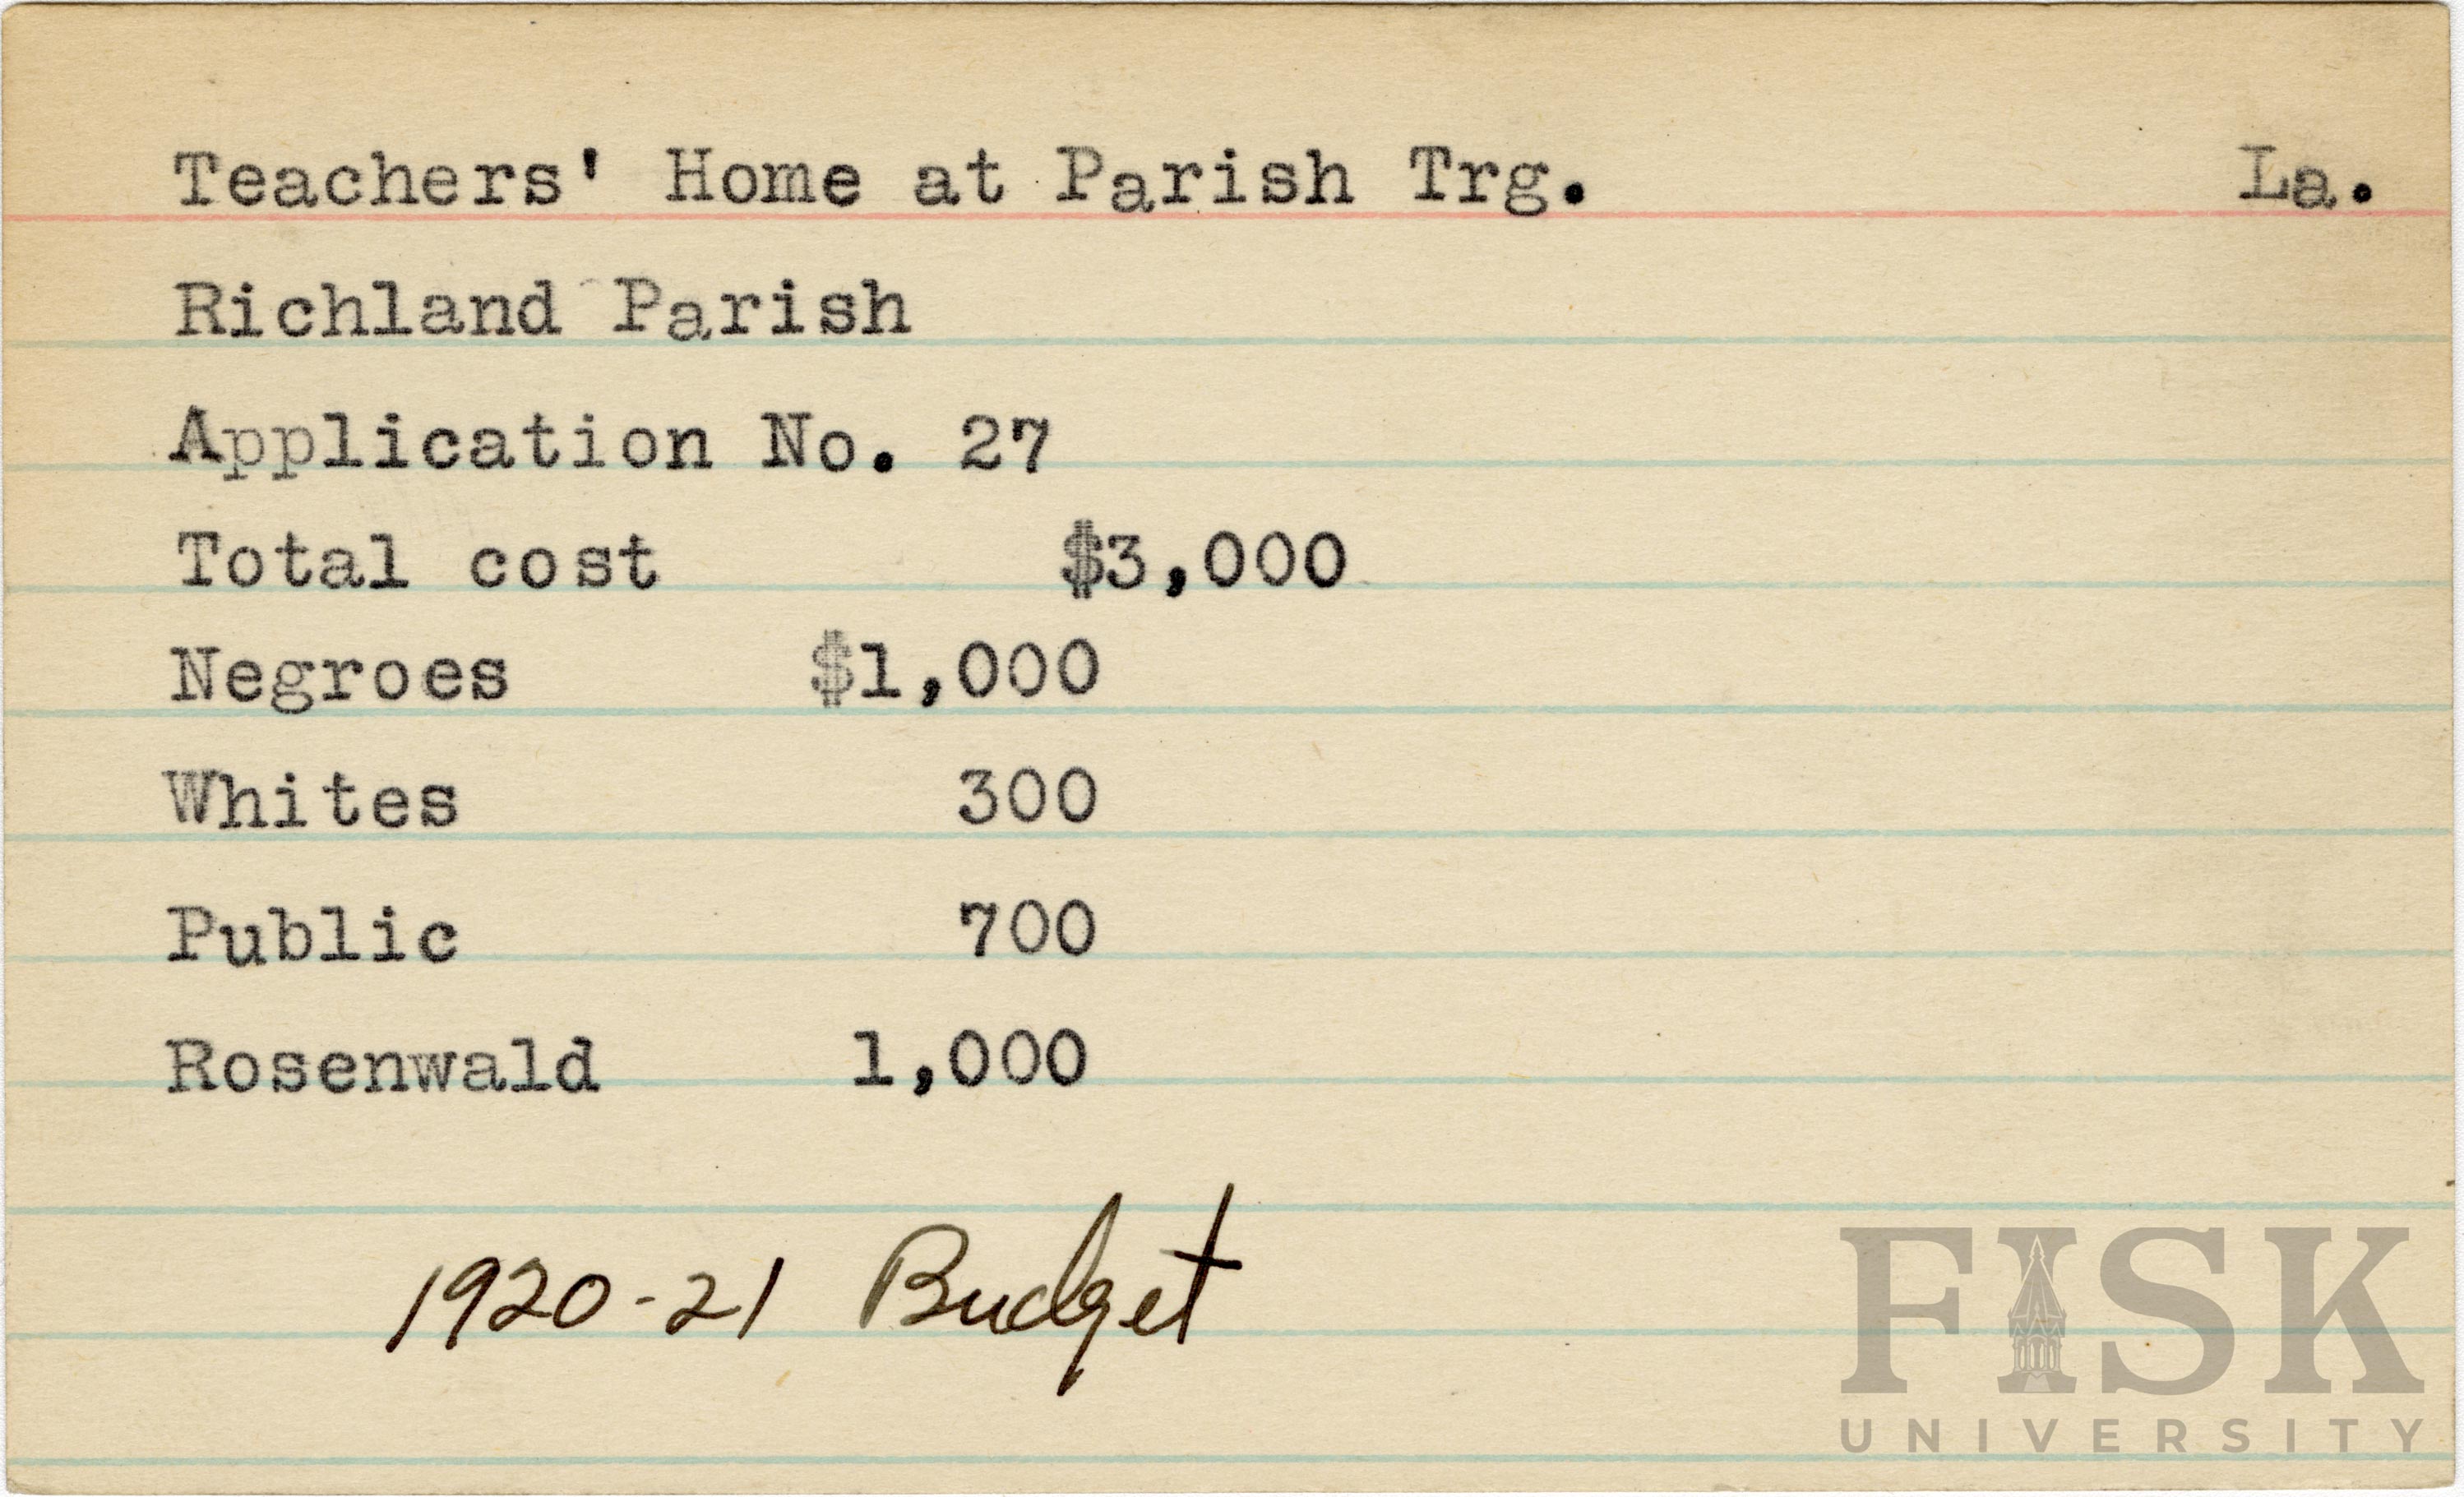 Teachers' Home at Parish Trg. La.
Richland Parish
Application No. 27
Total cost $3,000
Negroes $1,000
Whites 300
Public 700
Rosenwald 1,000
1920-21 Budget
FISK
UNIVERSITY